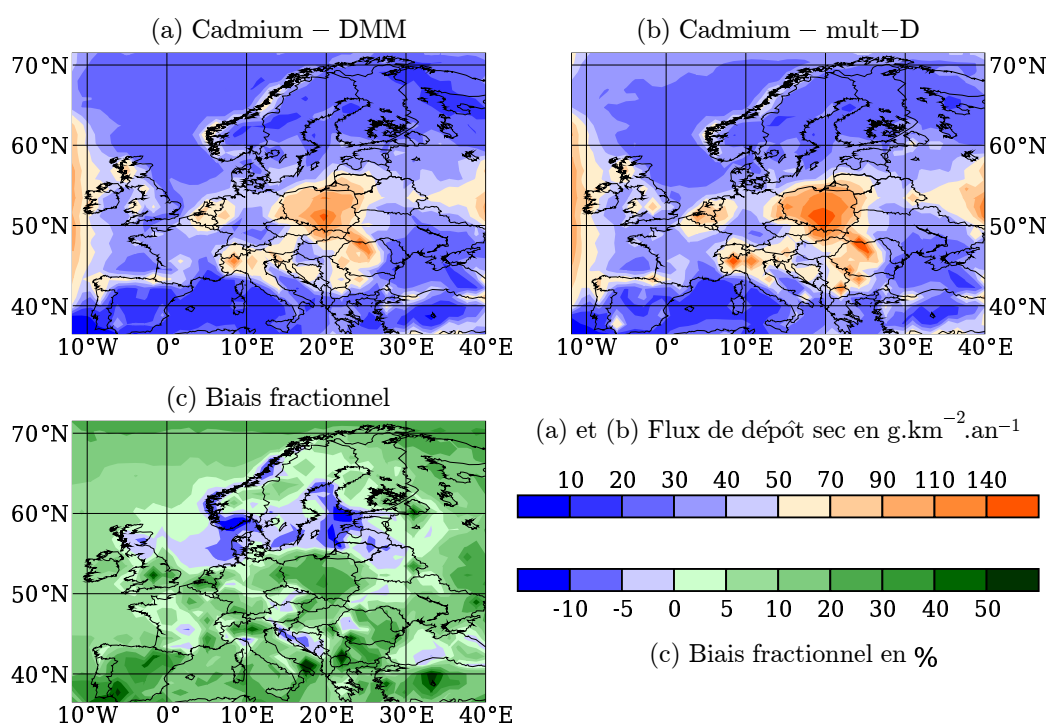 (a) Cadmium − DMM
(b) Cadmium − mult−D
70°N
60°N
50°N
40°N
10°W 0° 10°E 20°E 30°E 40°E
70°N
60°N
50°N
40°N
10°W 0° 10°E 20°E 30°E 40°E
(c) Biais fractionnel
70°N
60°N
50°N
40°N
10°W 0° 10°E 20°E 30°E 40°E
(a) et (b) Flux de dépôt sec en g.km⁻².an⁻¹
10 20 30 40 50 70 90 110 140
-10 -5 0 5 10 20 30 40 50
(c) Biais fractionnel en %